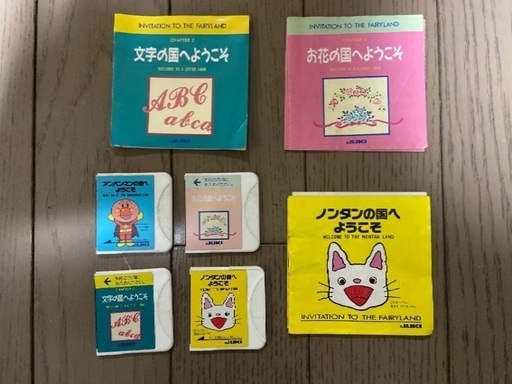 INVITATION TO THE FAIRYLAND
CHAPTER 2
文字の国へようこそ
WELCOME TO A LETTER LAND
ABC
abca
JUKI
INVITATION TO THE FAIRYLAND
お花の国へようこそ
JUKI
アンパンマンの国へ
ようこそ
JUKI
お花の国へようこそ
JUKI
文字の国へようこそ
ABC
JUKI
ノンタンの国へ
ようこそ
JUKI
ノンタンの国へ
ようこそ
WELCOME TO THE NONTAN LAND
INVITATION TO THE FAIRYLAND
JUKI